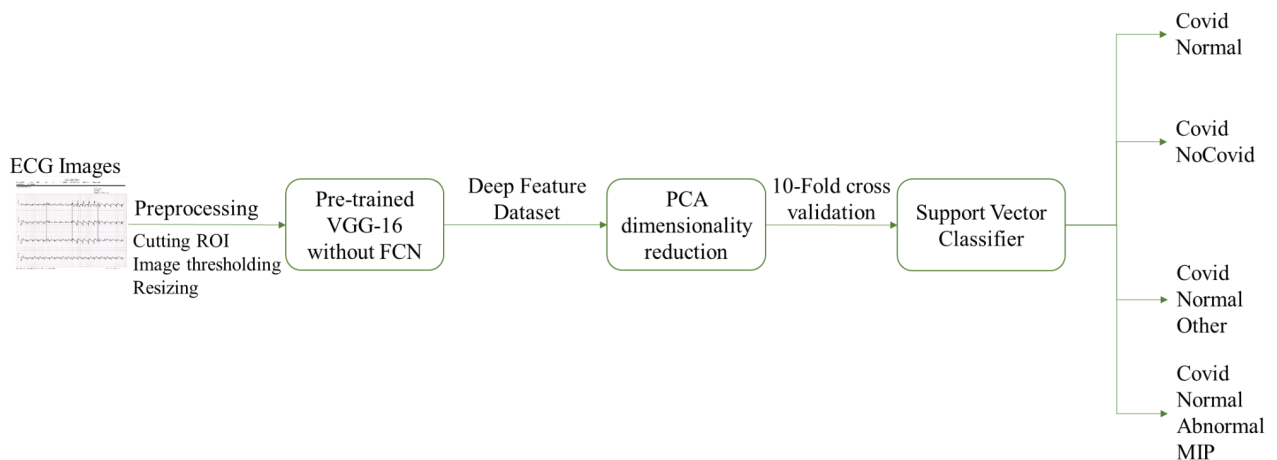 ECG Images
Preprocessing
Cutting ROI
Image thresholding
Resizing
Pre-trained
VGG-16
without FCN
Deep Feature
Dataset
PCA
dimensionality
reduction
10-Fold cross
validation
Support Vector
Classifier
Covid
Normal
Covid
NoCovid
Covid
Normal
Other
Covid
Normal
Abnormal
MIP